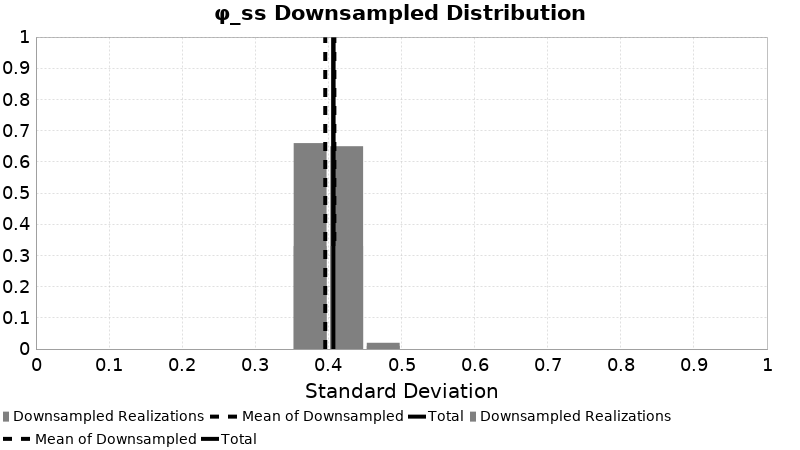 φ_ss Downsampled Distribution
1
0.9
0.8
0.7
0.6
0.5
0.4
0.3
0.2
0.1
0
0 0.1 0.2 0.3 0.4 0.5 0.6 0.7 0.8 0.9 1
Standard Deviation
Downsampled Realizations Mean of Downsampled Total Downsampled Realizations
Mean of Downsampled Total